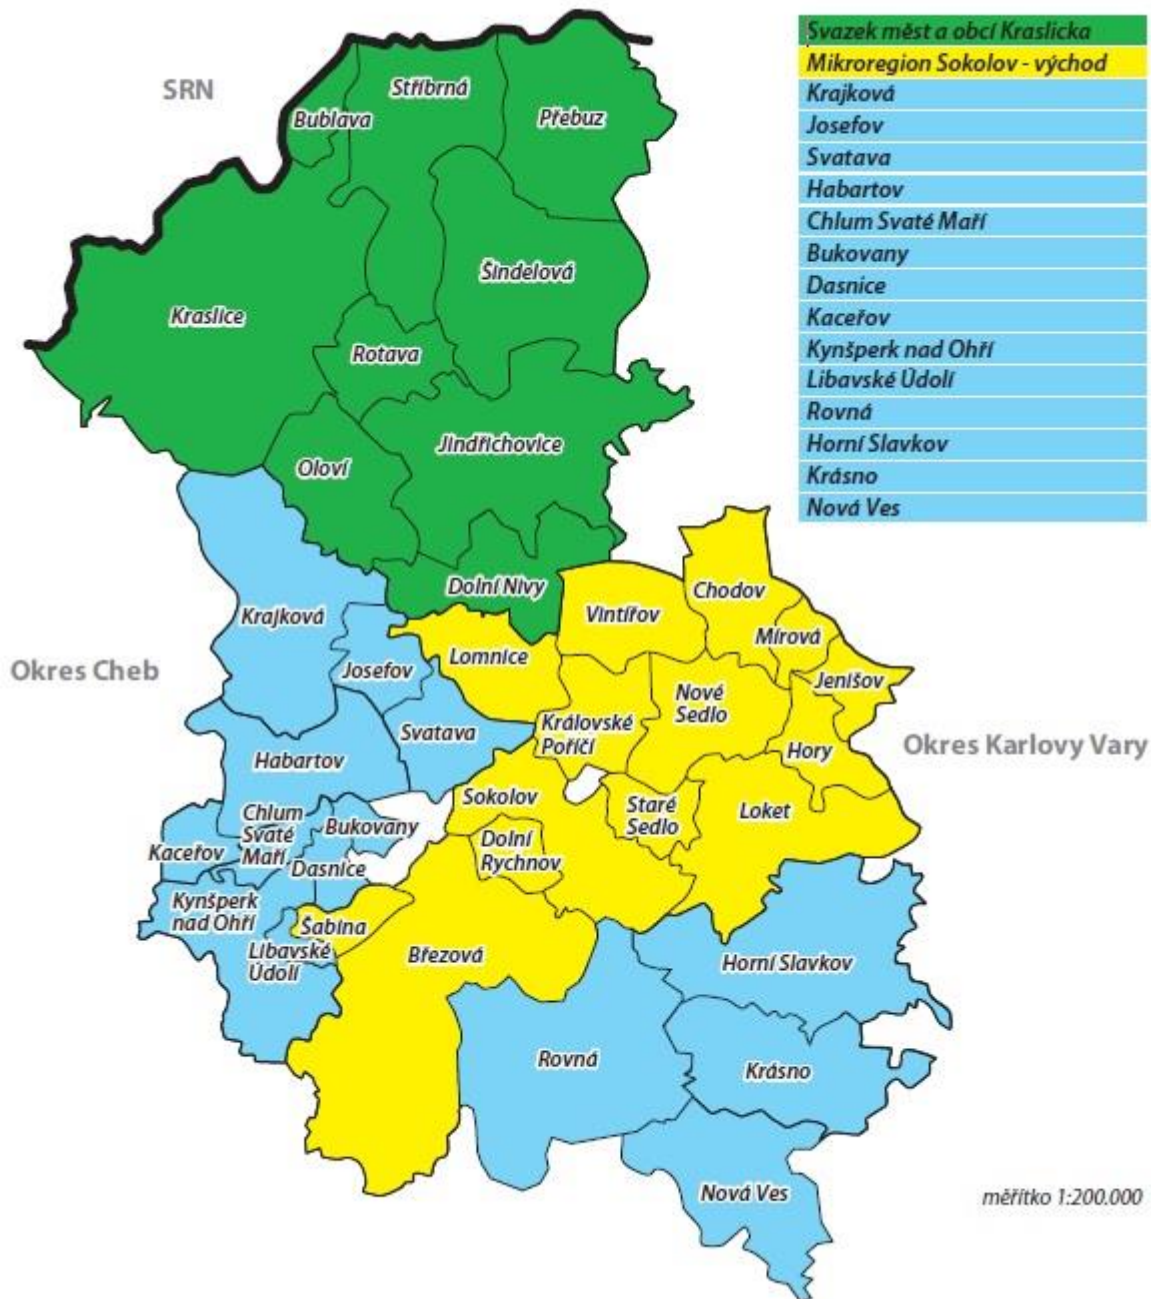 Svazek měst a obcí Kraslicka
Mikroregion Sokolov - východ
Krajková
Josefov
Svatava
Habartov
Chlum Svaté Maří
Bukovany
Dasnice
Kaceřov
Kynšperk nad Ohří
Libavské Údolí
Rovná
Horní Slavkov
Krásno
Nová Ves
SRN
Stříbrná
Bublava
Přebuz
Šindelová
Kraslice
Rotava
Jindřichovice
Oloví
Dolní Nivy
Chodov
Vintířov
Krajková
Mírová
Lomnice
Josefov
Okres Cheb
Jenišov
Nové
Sedlo
Královské
Poříčí
Svatava
Okres Karlovy Vary
Hory
Habartov
Sokolov
Staré
Sedlo
Loket
Chlum
Svaté
Maří
Bukovany
Dolní
Rychnov
Kaceřov
Dasnice
Kynšperk
nad Ohří
Šabina
Libavské
Údolí
Březová
Horní Slavkov
Rovná
Krásno
Nová Ves
měřítko 1:200.000